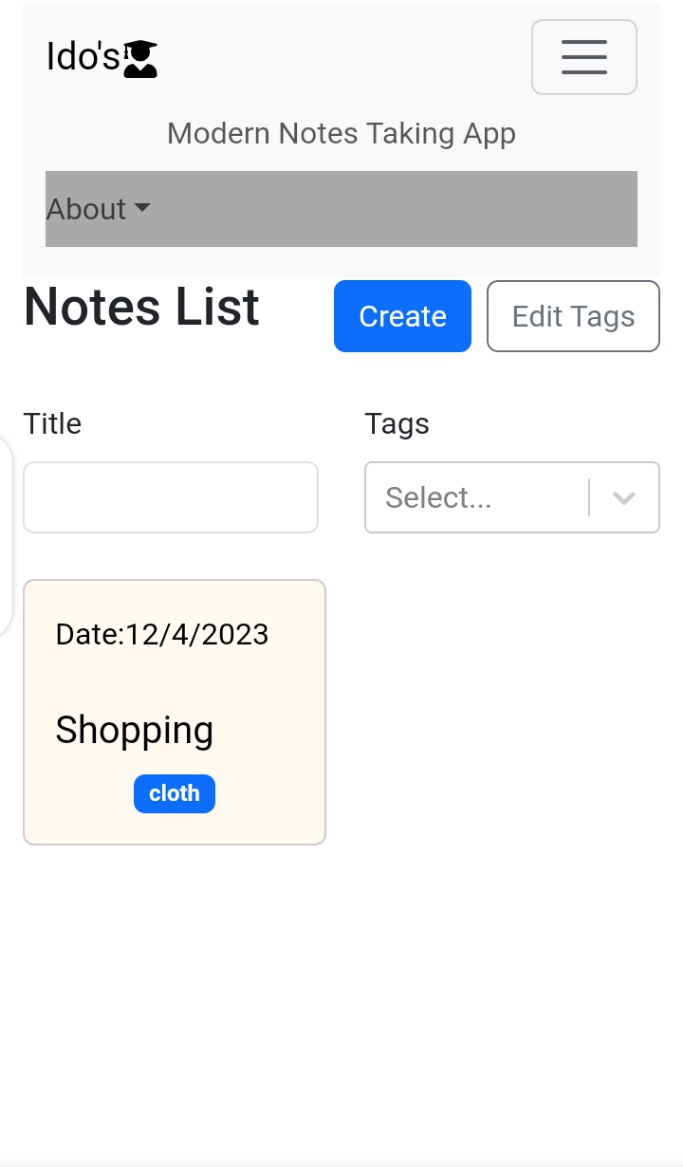 Ido's
Modern Notes Taking App
About
Notes List
Create
Edit Tags
Title
Tags
Select...
Date:12/4/2023
Shopping
cloth